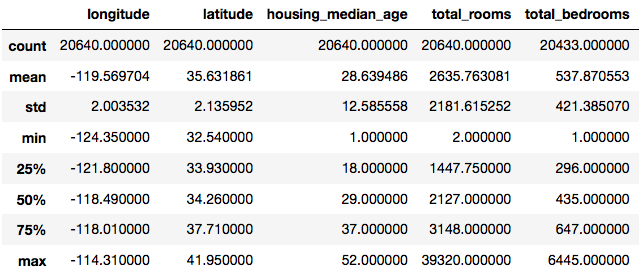 longitude latitude housing_median_age total_rooms total_bedrooms
count 20640.000000 20640.000000 20640.000000 20640.000000 20433.000000
mean -119.569704 35.631861 28.639486 2635.763081 537.870553
std 2.003532 2.135952 12.585558 2181.615252 421.385070
min -124.350000 32.540000 1.000000 2.000000 1.000000
25% -121.800000 33.930000 18.000000 1447.750000 296.000000
50% -118.490000 34.260000 29.000000 2127.000000 435.000000
75% -118.010000 37.710000 37.000000 3148.000000 647.000000
max -114.310000 41.950000 52.000000 39320.000000 6445.000000